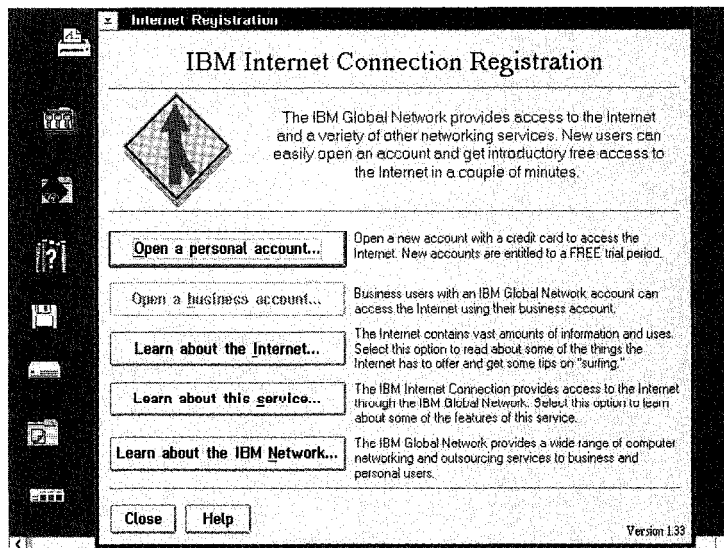 Internet Registration
IBM Internet Connection Registration
The IBM Global Network provides access to the Internet
and a variety of other networking services. New users can
easily open an account and get introductory free access to
the Internet in a couple of minutes.
Open a personal account...
Open a new account with a credit card to access the
Internet. New accounts are entitled to a FREE trial period.
Open a business account...
Business users with an IBM Global Network account can
access the Internet using their business account.
Learn about the Internet...
The Internet contains vast amounts of information and uses.
Select this option to read about some of the things the
Internet has to offer and get some tips on "surfing."
Learn about this service...
The IBM Internet Connection provides access to the Internet
through the IBM Global Network. Select this option to learn
about some of the features of this service.
Learn about the IBM Network...
The IBM Global Network provides a wide range of computer
networking and outsourcing services to business and
personal users.
Close
Help
Version 1.33